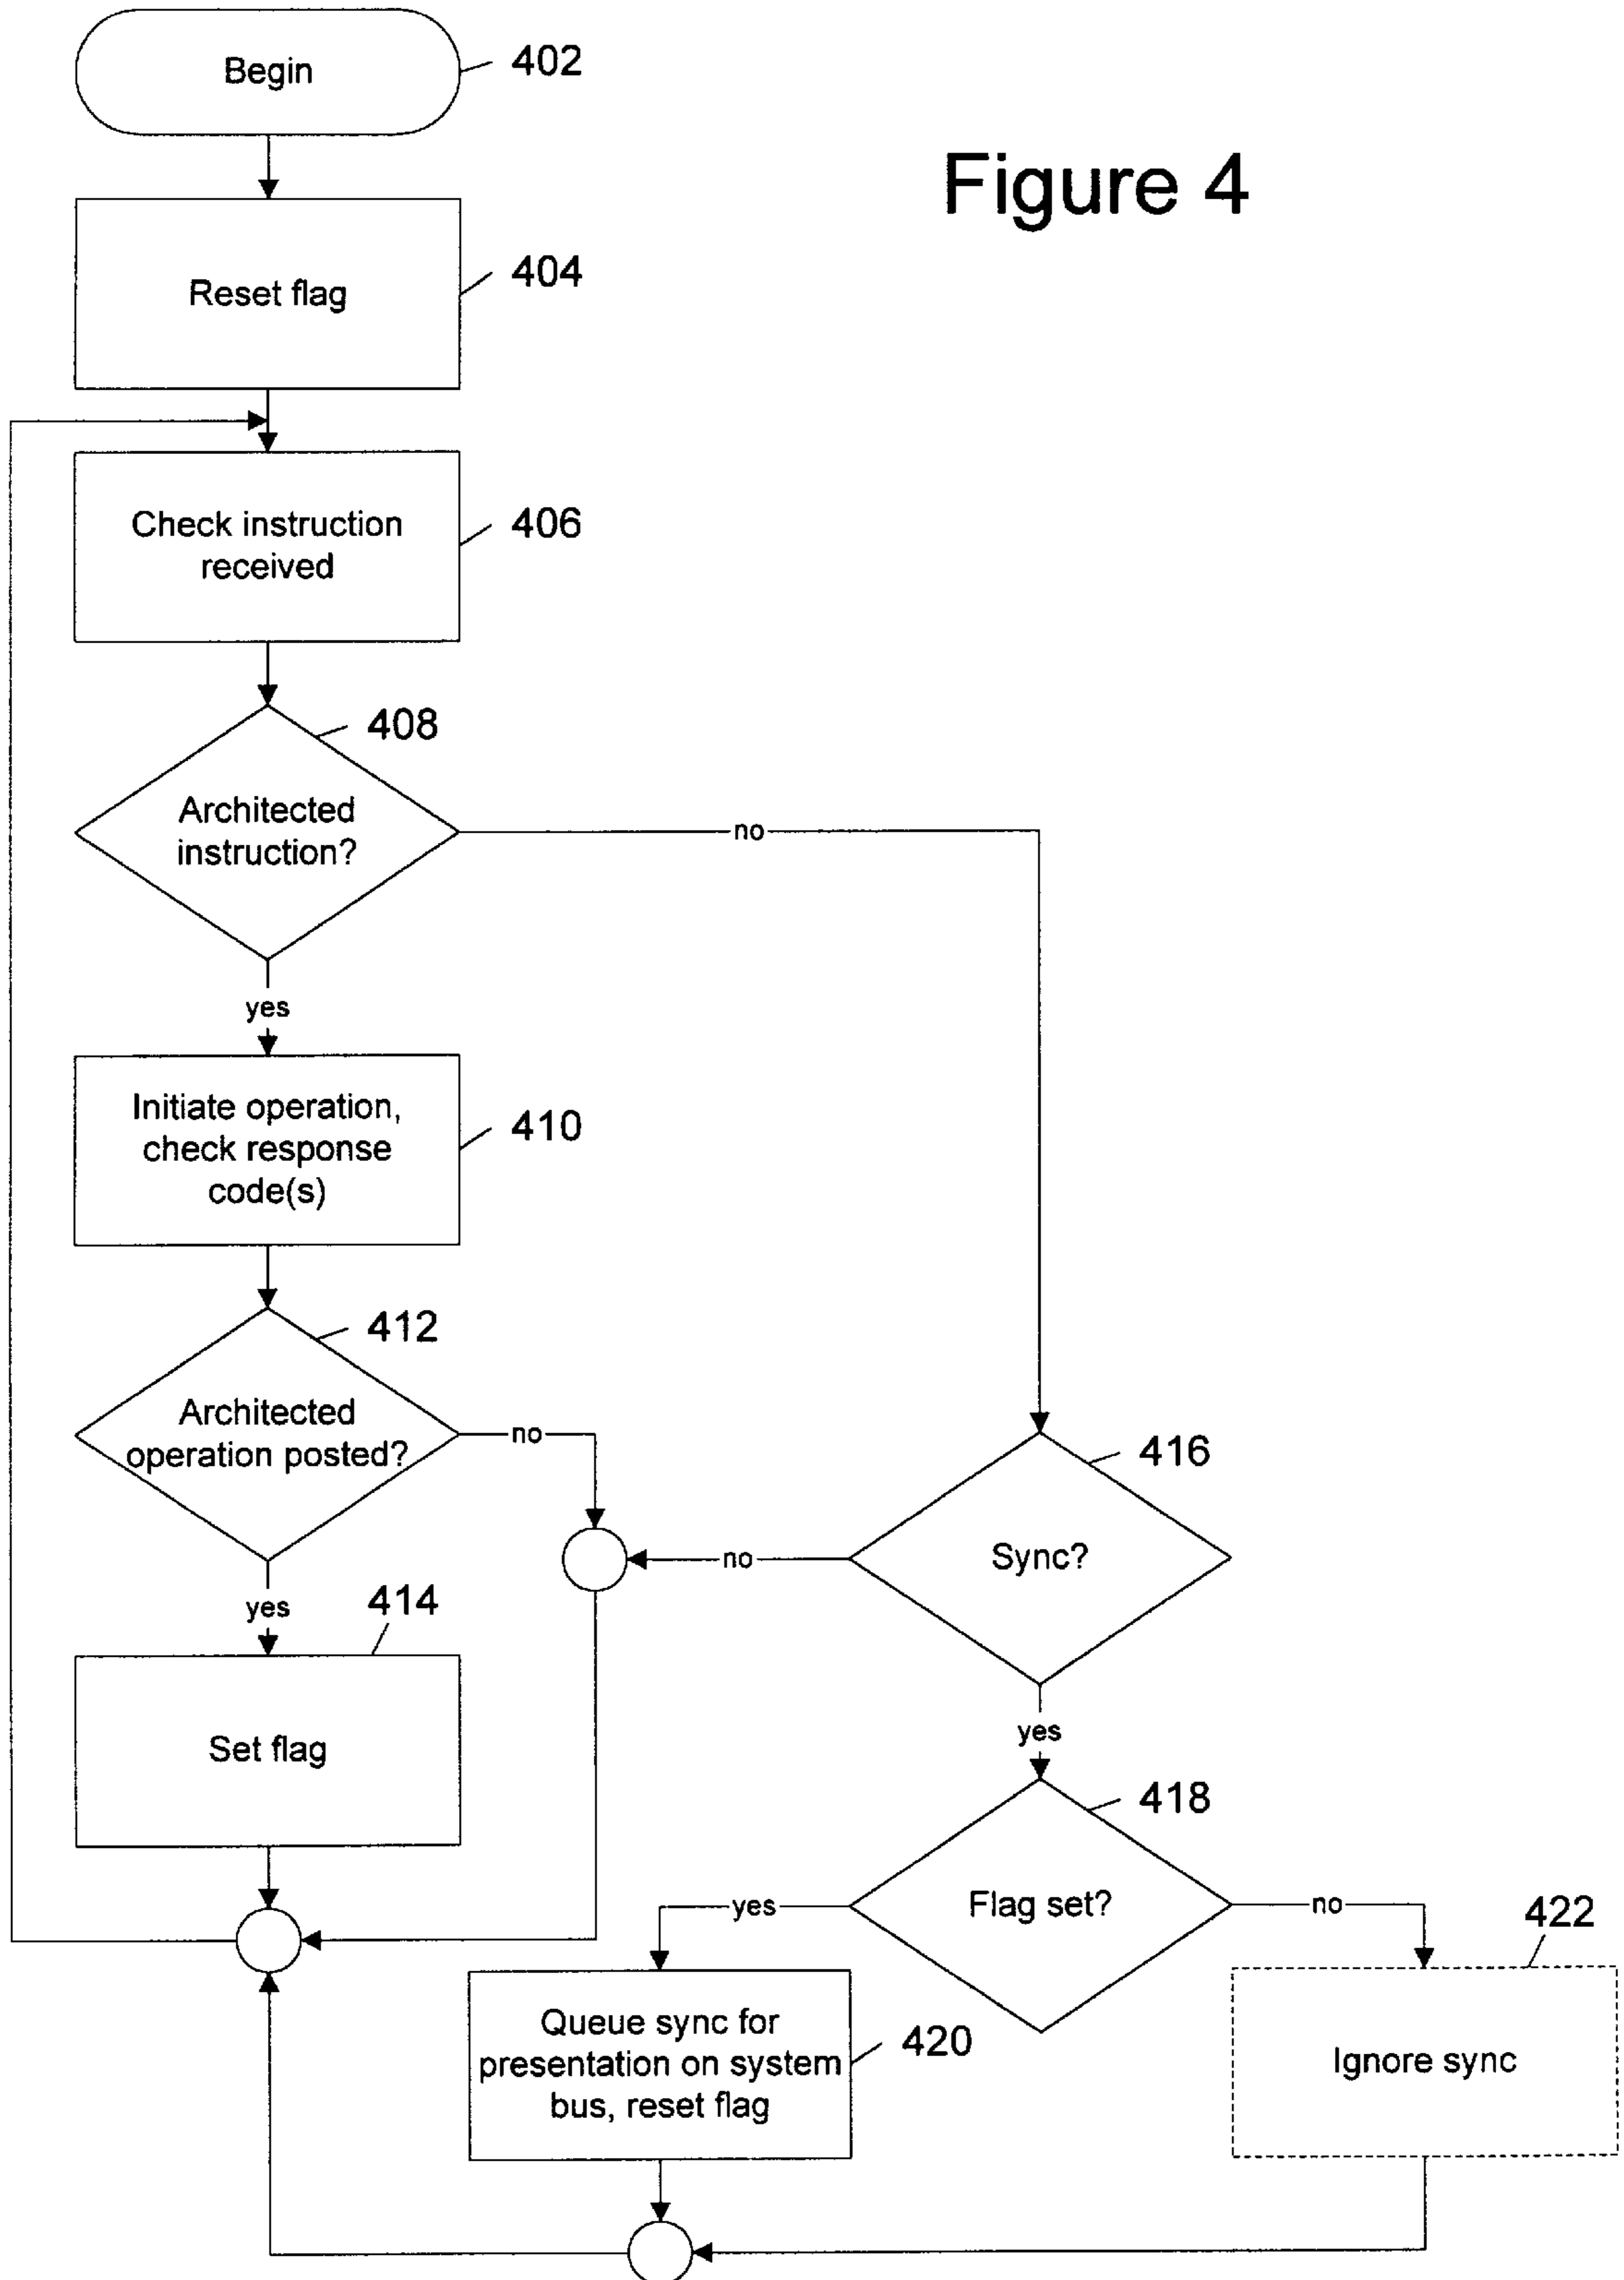 Begin
402
Figure 4
Reset flag
404
Check instruction
received
406
408
Architected
instruction?
no
yes
Initiate operation,
check response
code(s)
410
412
Architected
operation posted?
no
416
Sync?
no
yes
414
Set flag
yes
418
Flag set?
yes
no
422
Queue sync for
presentation on system
bus, reset flag
420
Ignore sync